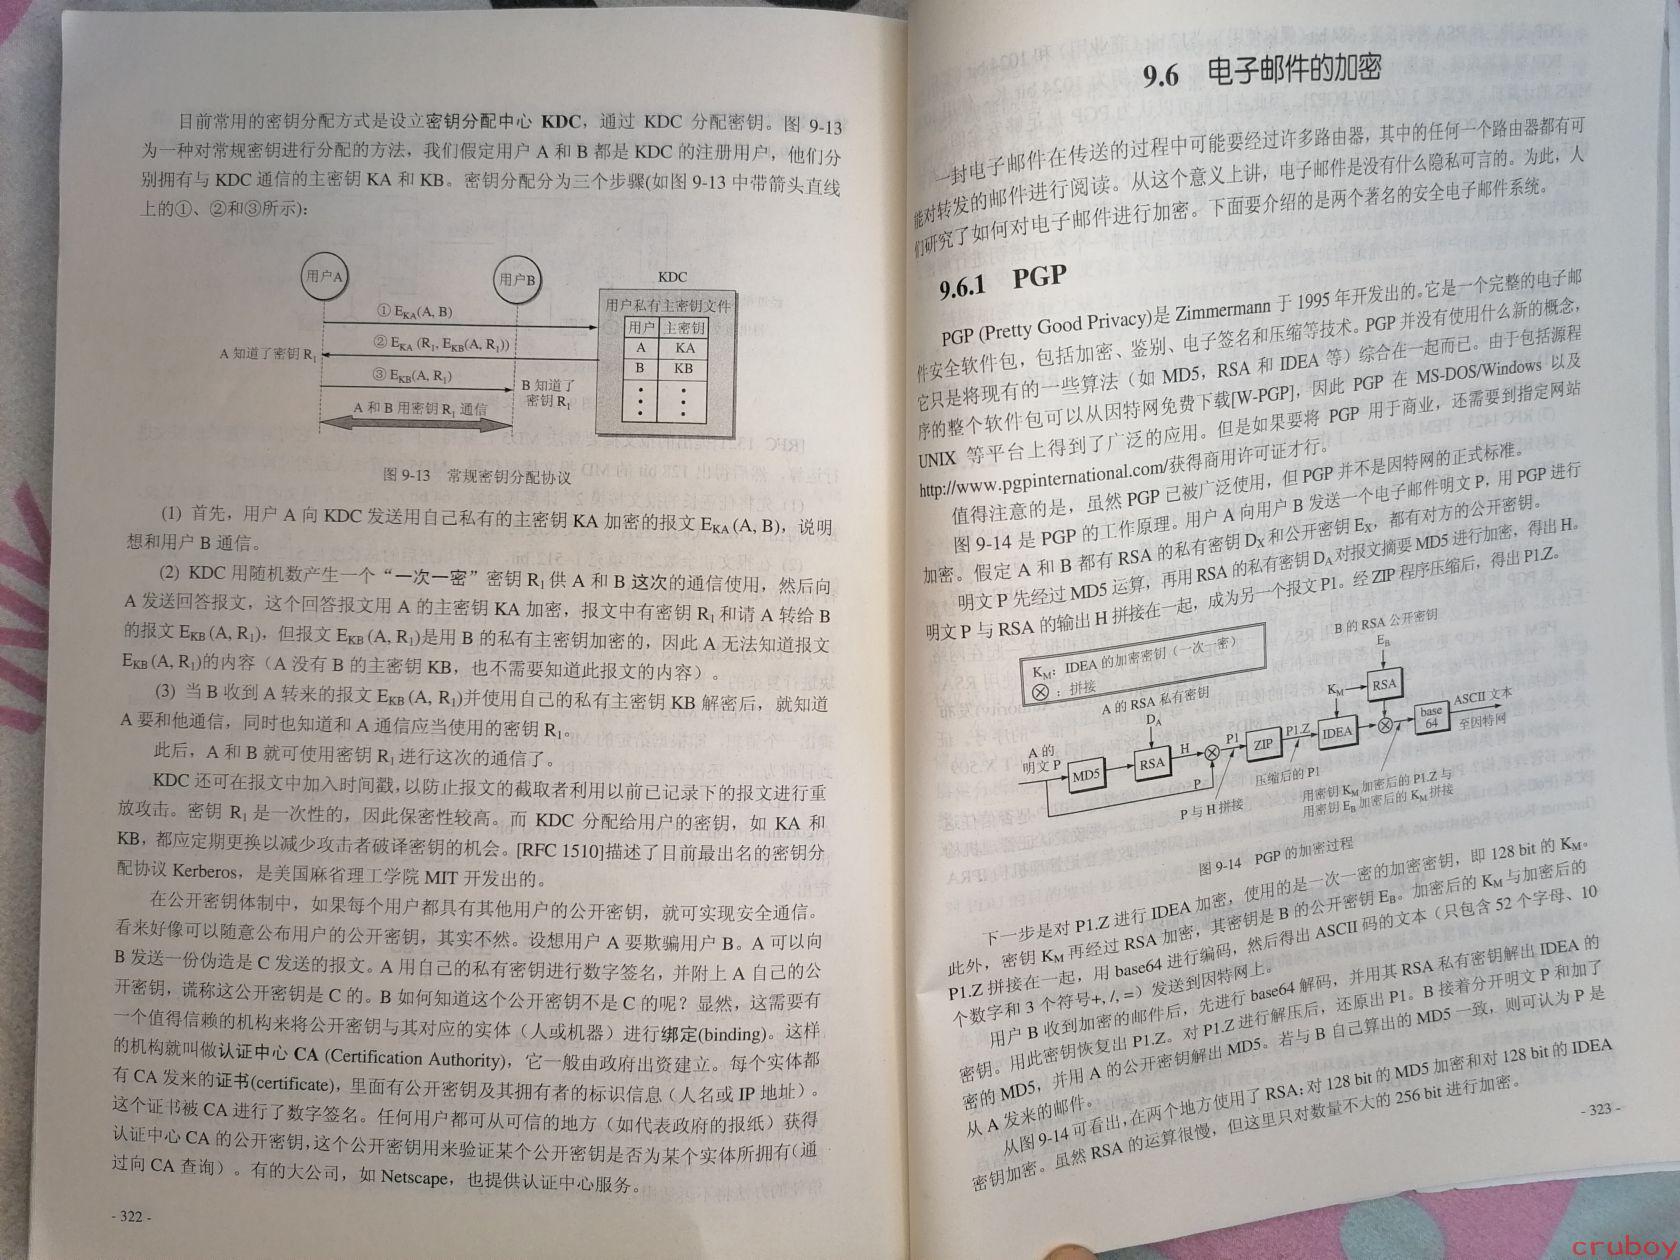 目前常用的密钥分配方式是设立密钥分配中心 KDC，通过 KDC 分配密钥。图 9-13
为一种对常规密钥进行分配的方法，我们假定用户 A 和 B 都是 KDC 的注册用户，他们分
别拥有与 KDC 通信的主密钥 KA 和 KB。密钥分配分为三个步骤(如图 9-13 中带箭头直线
上的①、②和③所示)：
用户A
用户B
KDC
用户私有主密钥文件
用户 主密钥
A KA
B KB
① EKA(A, B)
② EKA (R1, EKB(A, R1))
A 知道了密钥 R1
③ EKB(A, R1)
B 知道了
密钥 R1
A 和 B 用密钥 R1 通信
图 9-13 常规密钥分配协议
(1) 首先，用户 A 向 KDC 发送用自己私有的主密钥 KA 加密的报文 EKA (A, B)，说明
想和用户 B 通信。
(2) KDC 用随机数产生一个“一次一密”密钥 R1 供 A 和 B 这次的通信使用，然后向
A 发送回答报文，这个回答报文用 A 的主密钥 KA 加密，报文中有密钥 R1 和请 A 转给 B
的报文 EKB (A, R1)，但报文 EKB (A, R1)是用 B 的私有主密钥加密的，因此 A 无法知道报文
EKB (A, R1)的内容（A 没有 B 的主密钥 KB，也不需要知道此报文的内容）。
(3) 当 B 收到 A 转来的报文 EKB (A, R1)并使用自己的私有主密钥 KB 解密后，就知道
A 要和他通信，同时也知道和 A 通信应当使用的密钥 R1。
此后，A 和 B 就可使用密钥 R1 进行这次的通信了。
KDC 还可在报文中加入时间戳，以防止报文的截取者利用以前已记录下的报文进行重
放攻击。密钥 R1 是一次性的，因此保密性较高。而 KDC 分配给用户的密钥，如 KA 和
KB，都应定期更换以减少攻击者破译密钥的机会。[RFC 1510]描述了目前最出名的密钥分
配协议 Kerberos，是美国麻省理工学院 MIT 开发出的。
在公开密钥体制中，如果每个用户都具有其他用户的公开密钥，就可实现安全通信。
看来好像可以随意公布用户的公开密钥，其实不然。设想用户 A 要欺骗用户 B。A 可以向
B 发送一份伪造是 C 发送的报文。A 用自己的私有密钥进行数字签名，并附上 A 自己的公
开密钥，谎称这公开密钥是 C 的。B 如何知道这个公开密钥不是 C 的呢？显然，这需要有
一个值得信赖的机构来将公开密钥与其对应的实体（人或机器）进行绑定(binding)。这样
的机构就叫做认证中心 CA (Certification Authority)，它一般由政府出资建立。每个实体都
有 CA 发来的证书(certificate)，里面有公开密钥及其拥有者的标识信息（人名或 IP 地址）。
这个证书被 CA 进行了数字签名。任何用户都可从可信的地方（如代表政府的报纸）获得
认证中心 CA 的公开密钥，这个公开密钥用来验证某个公开密钥是否为某个实体所拥有(通
过向 CA 查询）。有的大公司，如 Netscape，也提供认证中心服务。
- 322 -
9.6 电子邮件的加密
一封电子邮件在传送的过程中可能要经过许多路由器，其中的任何一个路由器都有可
能对转发的邮件进行阅读。从这个意义上讲，电子邮件是没有什么隐私可言的。为此，人
们研究了如何对电子邮件进行加密。下面要介绍的是两个著名的安全电子邮件系统。
9.6.1 PGP
PGP (Pretty Good Privacy)是 Zimmermann 于 1995 年开发出的。它是一个完整的电子邮
件安全软件包，包括加密、鉴别、电子签名和压缩等技术。PGP 并没有使用什么新的概念，
它只是将现有的一些算法（如 MD5，RSA 和 IDEA 等）综合在一起而已。由于包括源程
序的整个软件包可以从因特网免费下载[W-PGP]，因此 PGP 在 MS-DOS/Windows 以及
UNIX 等平台上得到了广泛的应用。但是如果要将 PGP 用于商业，还需要到指定网站
http://www.pgpinternational.com/获得商用许可证才行。
值得注意的是，虽然 PGP 已被广泛使用，但 PGP 并不是因特网的正式标准。
图 9-14 是 PGP 的工作原理。用户 A 向用户 B 发送一个电子邮件明文 P，用 PGP 进行
加密。假定 A 和 B 都有 RSA 的私有密钥 DX 和公开密钥 EX，都有对方的公开密钥。
明文 P 先经过 MD5 运算，再用 RSA 的私有密钥 DA 对报文摘要 MD5 进行加密，得出 H。
明文 P 与 RSA 的输出 H 拼接在一起，成为另一个报文 P1。经 ZIP 程序压缩后，得出 P1.Z。
KM：IDEA 的加密密钥（一次一密）
⊗：拼接
B 的 RSA 公开密钥
EB
A 的 RSA 私有密钥
DA
KM
RSA
A 的
明文 P
MD5
RSA
H
⊗
P1
ZIP
P1.Z
IDEA
⊗
base
64
ASCII 文本
至因特网
P
压缩后的 P1
P 与 H 拼接
用密钥 KM 加密后的 P1.Z 与
用密钥 EB 加密后的 KM 拼接
图 9-14 PGP 的加密过程
下一步是对 P1.Z 进行 IDEA 加密，使用的是一次一密的加密密钥，即 128 bit 的 KM。
此外，密钥 KM 再经过 RSA 加密，其密钥是 B 的公开密钥 EB。加密后的 KM 与加密后的
P1.Z 拼接在一起，用 base64 进行编码，然后得出 ASCII 码的文本（只包含 52 个字母、10
个数字和 3 个符号+, /, =）发送到因特网上。
用户 B 收到加密的邮件后，先进行 base64 解码，并用其 RSA 私有密钥解出 IDEA 的
密钥。用此密钥恢复出 P1.Z。对 P1.Z 进行解压后，还原出 P1。B 接着分开明文 P 和加了
密的 MD5，并用 A 的公开密钥解出 MD5。若与 B 自己算出的 MD5 一致，则可认为 P 是
从 A 发来的邮件。
从图 9-14 可看出，在两个地方使用了 RSA：对 128 bit 的 MD5 加密和对 128 bit 的 IDEA
密钥加密。虽然 RSA 的运算很慢，但这里只对数量不大的 256 bit 进行加密。
- 323 -
cruboy